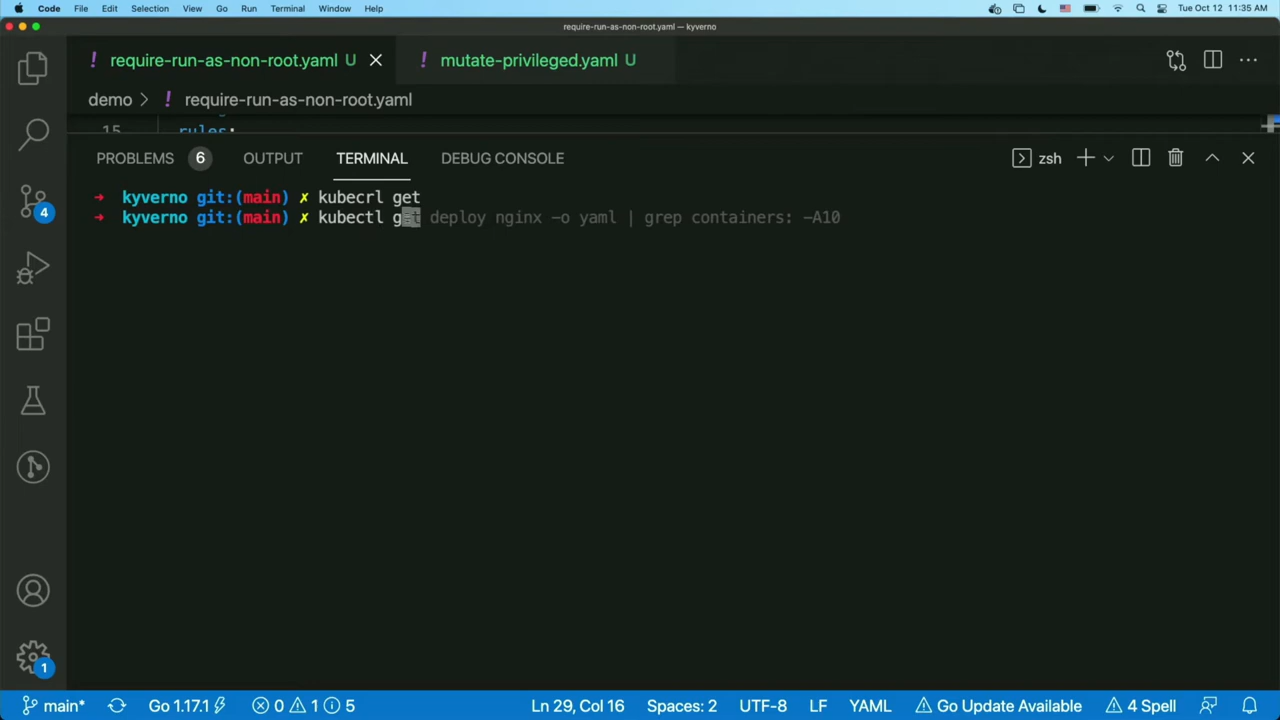 Code File Edit Selection View Go Run Terminal Window Help Tue Oct 12 11:35 AM
require-run-as-non-root.yaml — kyverno
! require-run-as-non-root.yaml U ! mutate-privileged.yaml U
demo > ! require-run-as-non-root.yaml
15 rules:
PROBLEMS 6 OUTPUT TERMINAL DEBUG CONSOLE zsh
➜ kyverno git:(main) ✗ kubecrl get
➜ kyverno git:(main) ✗ kubectl get deploy nginx -o yaml | grep containers: -A10
4
1
main* Go 1.17.1 0 1 5 Ln 29, Col 16 Spaces: 2 UTF-8 LF YAML Go Update Available 4 Spell